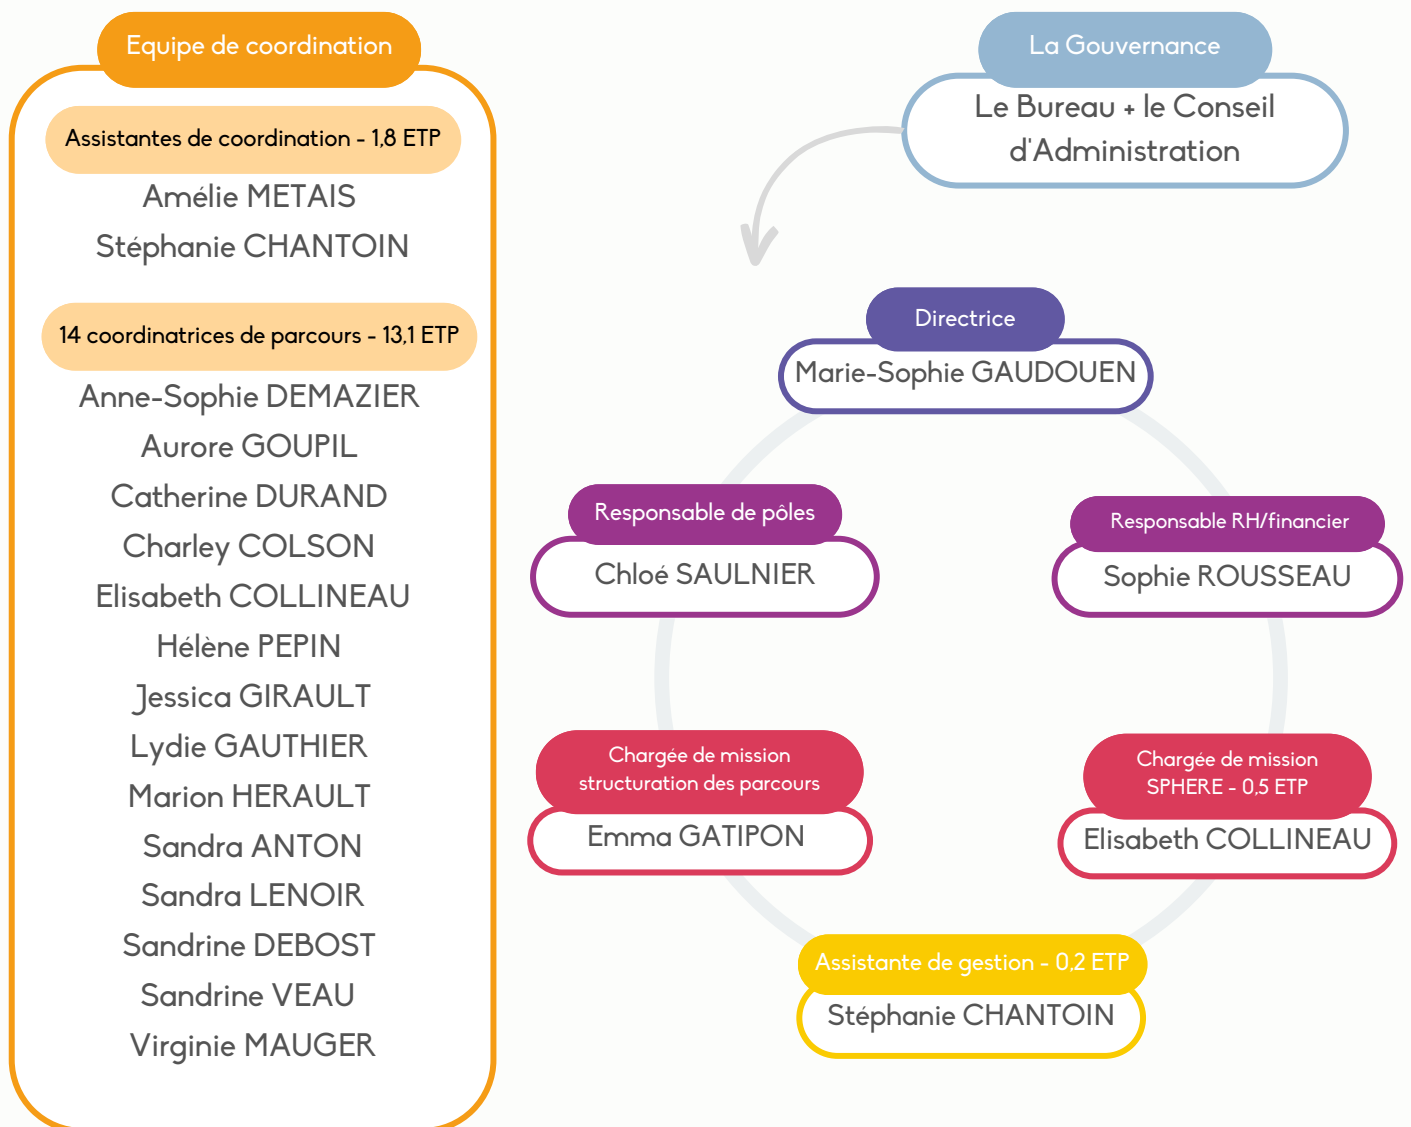 Equipe de coordination
Assistantes de coordination - 1,8 ETP
Amélie METAIS
Stéphanie CHANTOIN
14 coordinatrices de parcours - 13,1 ETP
Anne-Sophie DEMAZIER
Aurore GOUPIL
Catherine DURAND
Charley COLSON
Elisabeth COLLINEAU
Hélène PEPIN
Jessica GIRAULT
Lydie GAUTHIER
Marion HERAULT
Sandra ANTON
Sandra LENOIR
Sandrine DEBOST
Sandrine VEAU
Virginie MAUGER
La Gouvernance
Le Bureau + le Conseil
d'Administration
Directrice
Marie-Sophie GAUDOUEN
Responsable de pôles
Chloé SAULNIER
Responsable RH/financier
Sophie ROUSSEAU
Chargée de mission
structuration des parcours
Emma GATIPON
Chargée de mission
SPHERE - 0,5 ETP
Elisabeth COLLINEAU
Assistante de gestion - 0,2 ETP
Stéphanie CHANTOIN